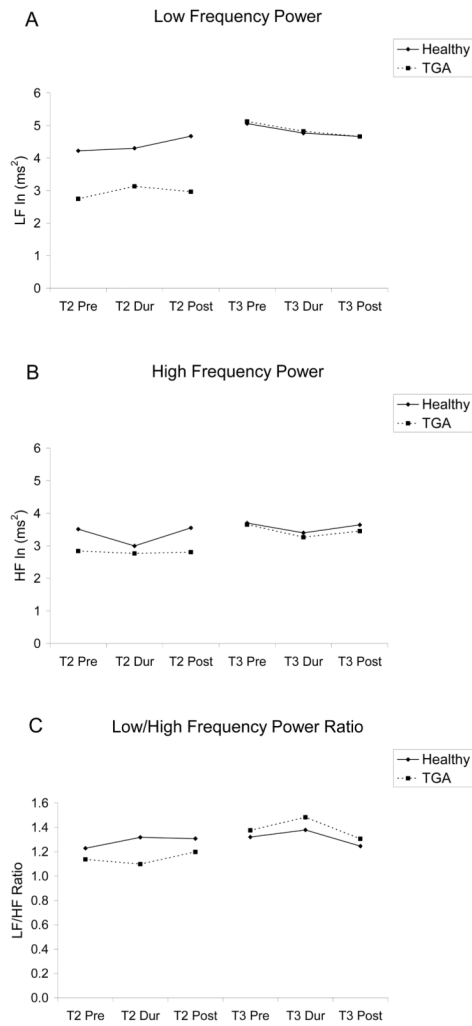 A
Low Frequency Power
Healthy
TGA
6
5
4
3
2
1
0
LF ln (ms²)
T2 Pre T2 Dur T2 Post T3 Pre T3 Dur T3 Post
B
High Frequency Power
Healthy
TGA
6
5
4
3
2
1
0
HF ln (ms²)
T2 Pre T2 Dur T2 Post T3 Pre T3 Dur T3 Post
C
Low/High Frequency Power Ratio
Healthy
TGA
1.6
1.4
1.2
1.0
0.8
0.6
0.4
0.2
0.0
LF/HF Ratio
T2 Pre T2 Dur T2 Post T3 Pre T3 Dur T3 Post